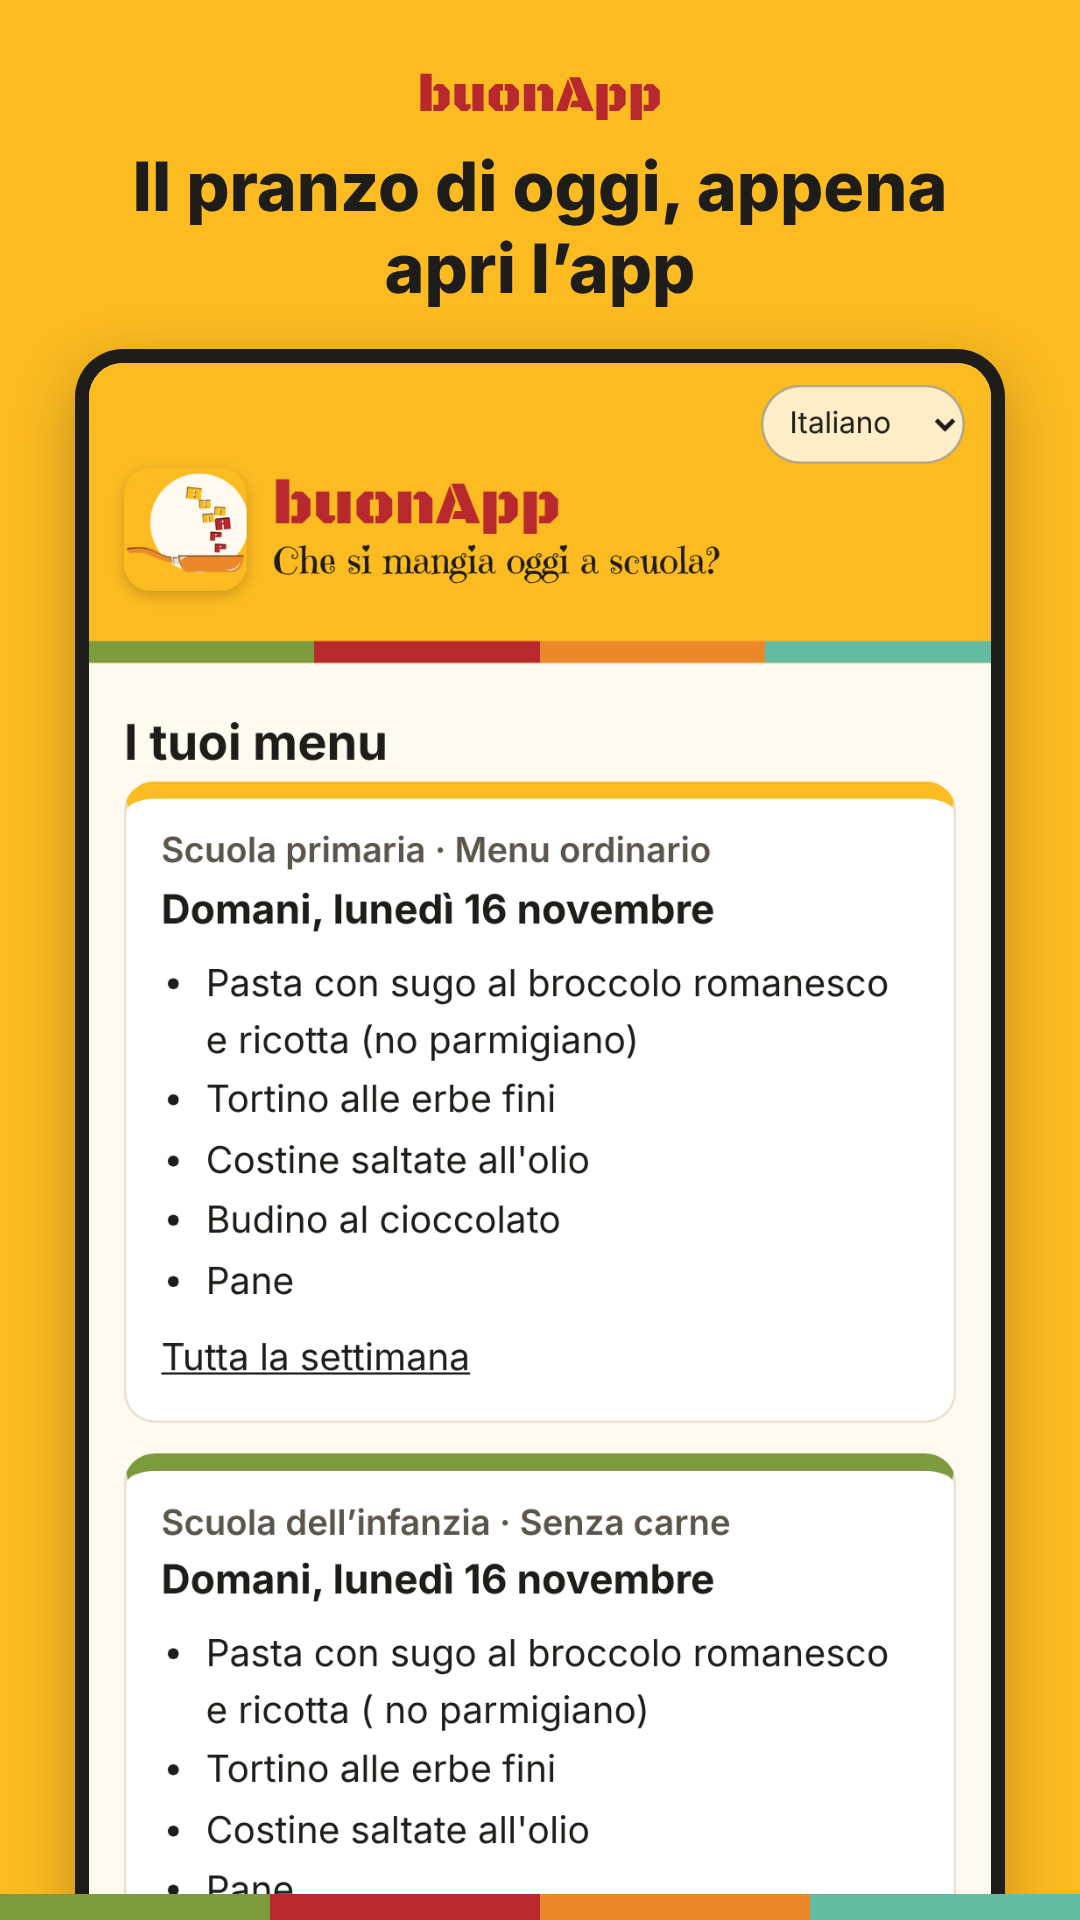 buonApp
Il pranzo di oggi, appena
apri l’app
Italiano
buonApp
Che si mangia oggi a scuola?
I tuoi menu
Scuola primaria · Menu ordinario
Domani, lunedì 16 novembre
• Pasta con sugo al broccolo romanesco
e ricotta (no parmigiano)
• Tortino alle erbe fini
• Costine saltate all'olio
• Budino al cioccolato
• Pane
Tutta la settimana
Scuola dell’infanzia · Senza carne
Domani, lunedì 16 novembre
• Pasta con sugo al broccolo romanesco
e ricotta ( no parmigiano)
• Tortino alle erbe fini
• Costine saltate all'olio
• Pane